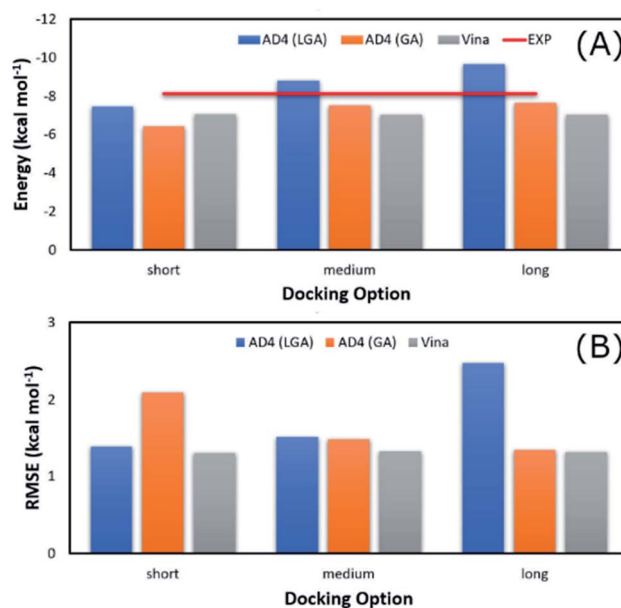 -12
AD4 (LGA) AD4 (GA) Vina EXP (A)
-10
-8
-6
-4
-2
0
Energy (kcal mol-1)
short medium long
Docking Option
3
AD4 (LGA) AD4 (GA) Vina (B)
2
1
0
RMSE (kcal mol-1)
short medium long
Docking Option